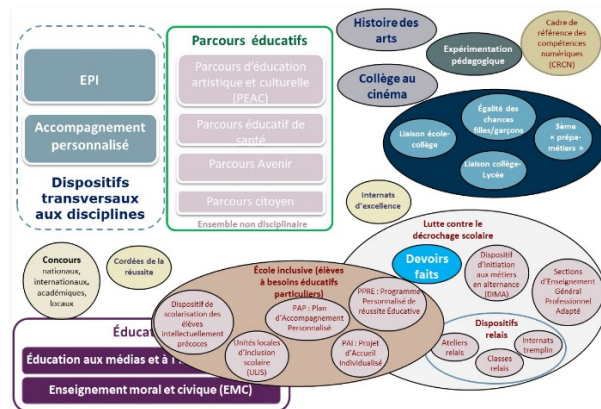 EPI
Accompagnement
personnalisé
Dispositifs
transversaux
aux disciplines
Parcours éducatifs
Parcours d'éducation
artistique et culturelle
(PEAC)
Parcours éducatif de
santé
Parcours Avenir
Parcours citoyen
Ensemble non disciplinaire
Histoire des
arts
Collège au
cinéma
Expérimentation
pédagogique
Cadre de
référence des
compétences
numériques
(CRCN)
Égalité des
chances
filles/garçons
Liaison école-
collège
3ème
« prépa-
métiers »
Liaison collège-
Lycée
Internats
d'excellence
Concours
nationaux,
internationaux,
académiques,
locaux
Cordées de la
réussite
Lutte contre le
décrochage scolaire
Devoirs
faits
Dispositif
d'initiation
aux métiers
en alternance
(DIMA)
Sections
d'Enseignement
Général
Professionnel
Adapté
Dispositifs
relais
Ateliers
relais
Classes
relais
Internats
tremplin
École inclusive (élèves
à besoins éducatifs
particuliers)
Dispositif de
scolarisation des
élèves
intellectuellement
précoces
Unités locales
d'inclusion
scolaire
(ULIS)
PAP : Plan
d'Accompagnement
Personnalisé
PPRE : Programme
Personnalisé de
réussite Éducative
PAI : Projet
d'Accueil
Individualisé
Éduca
Éducation aux médias et à l
Enseignement moral et civique (EMC)